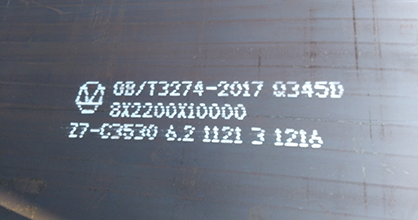 GB/T3274-2017 Q345D
8X2200X10000
Z7-C3530 6.2 1121 3 1216